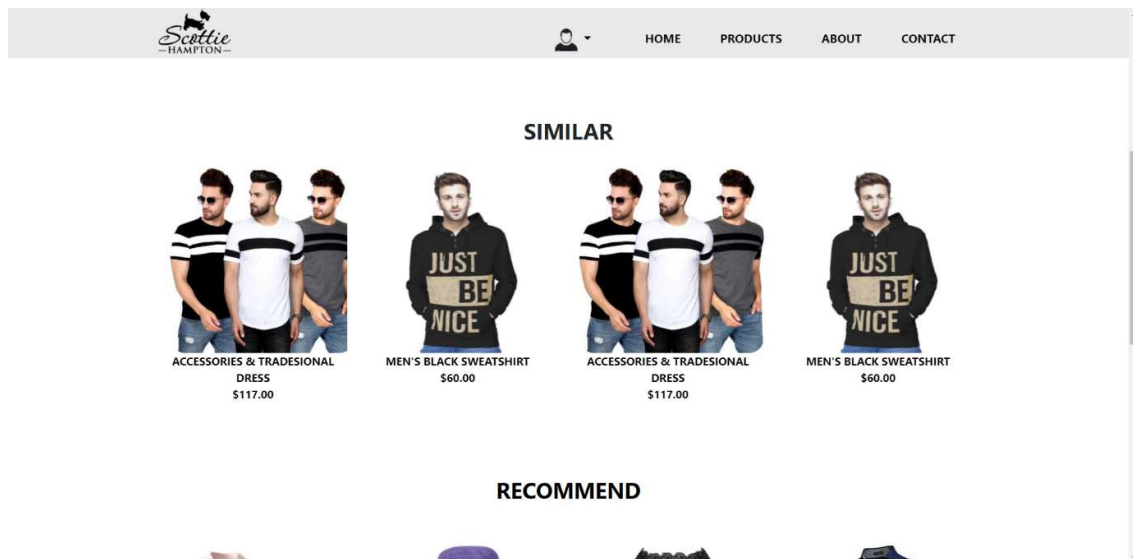 Scottie
—HAMPTON—
HOME PRODUCTS ABOUT CONTACT
SIMILAR
JUST
BE
NICE
JUST
BE
NICE
ACCESSORIES & TRADESIONAL
DRESS
$117.00
MEN'S BLACK SWEATSHIRT
$60.00
ACCESSORIES & TRADESIONAL
DRESS
$117.00
MEN'S BLACK SWEATSHIRT
$60.00
RECOMMEND